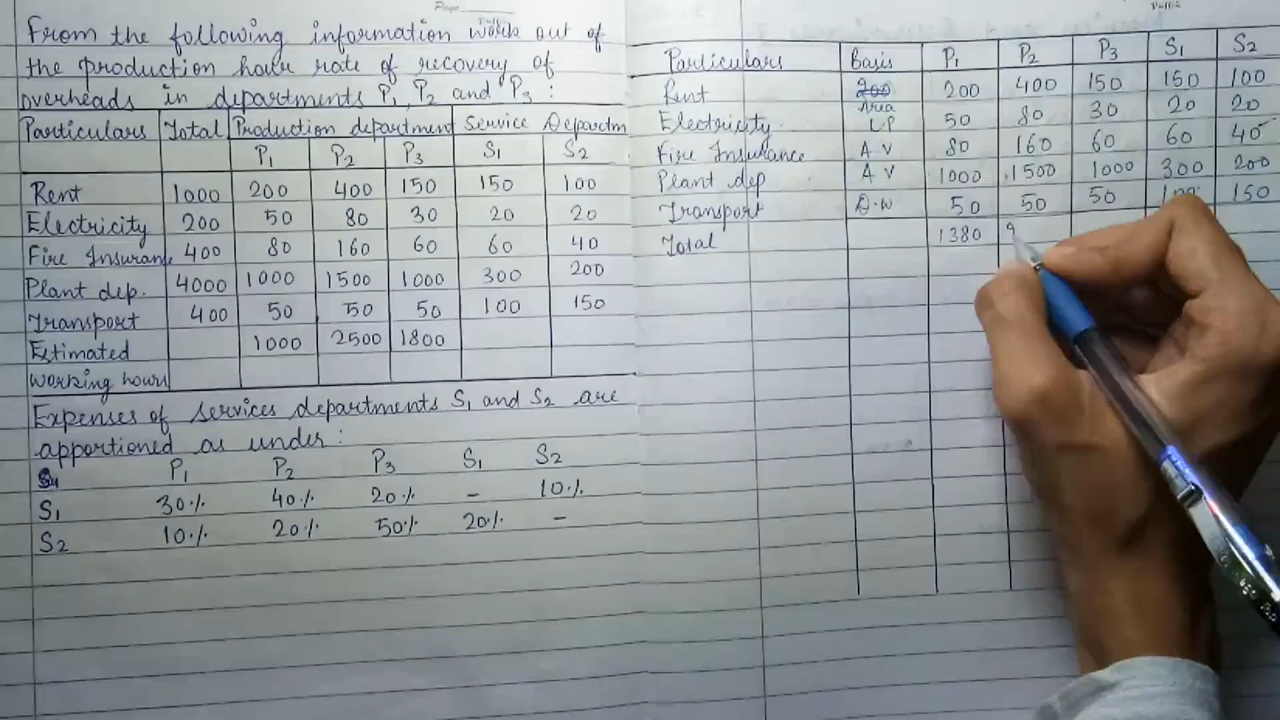 From the following information work out of
the production hour rate of recovery of
overheads in departments P₁, P₂ and P₃ :
Particulars Total Production department Service Departm
P₁ P₂ P₃ S₁ S₂
Rent 1000 200 400 150 150 100
Electricity 200 50 80 30 20 20
Fire Insuran 400 80 160 60 60 40
Plant dep. 4000 1000 1500 1000 300 200
Transport 400 50 50 50 100 150
Estimated 1000 2500 1800
working hours
Expenses of services departments S₁ and S₂ are
apportioned as under :
P₁ P₂ P₃ S₁ S₂
S₁ 30% 40% 20% - 10%
S₂ 10% 20% 50% 20% -
Particulars Basis P₁ P₂ P₃ S₁ S₂
Rent 200 Area 200 400 150 150 100
Electricity L.P 50 80 30 20 20
Fire Insurance A V 80 160 60 60 40
Plant dep A V 1000 1500 1000 300 200
Transport D.W 50 50 50 100 150
Total 1380